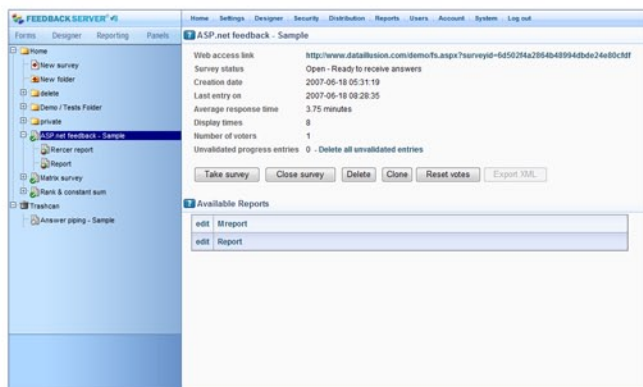 FEEDBACKSERVER
Home Settings Designer Security Distribution Reports Users Account System Log out
Forms Designer Reporting Panels
Home
New survey
New folder
delete
Demo / Tests Folder
private
ASP.net feedback - Sample
Rercer report
Report
Matrix survey
Rank & constant sum
Trashcan
Answer piping - Sample
ASP.net feedback - Sample
Web access link http://www.dataillusion.com/demo/fs.aspx?surveyid=6d502f4a2864b48994dbde24e80cfdf
Survey status Open - Ready to receive answers
Creation date 2007-06-18 05:31:19
Last entry on 2007-06-18 08:28:35
Average response time 3.75 minutes
Display times 8
Number of voters 1
Unvalidated progress entries 0 - Delete all unvalidated entries
Take survey Close survey Delete Clone Reset votes Export XML
Available Reports
edit Mreport
edit Report